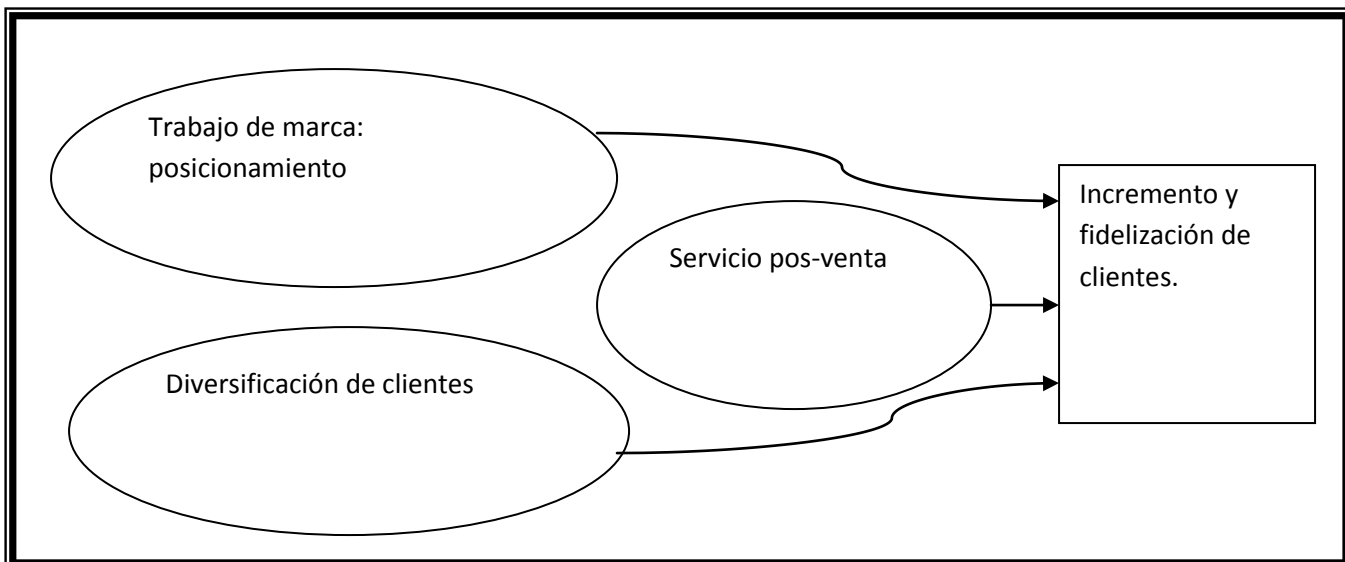 Trabajo de marca:
posicionamiento
Servicio pos-venta
Diversificación de clientes
Incremento y
fidelización de
clientes.